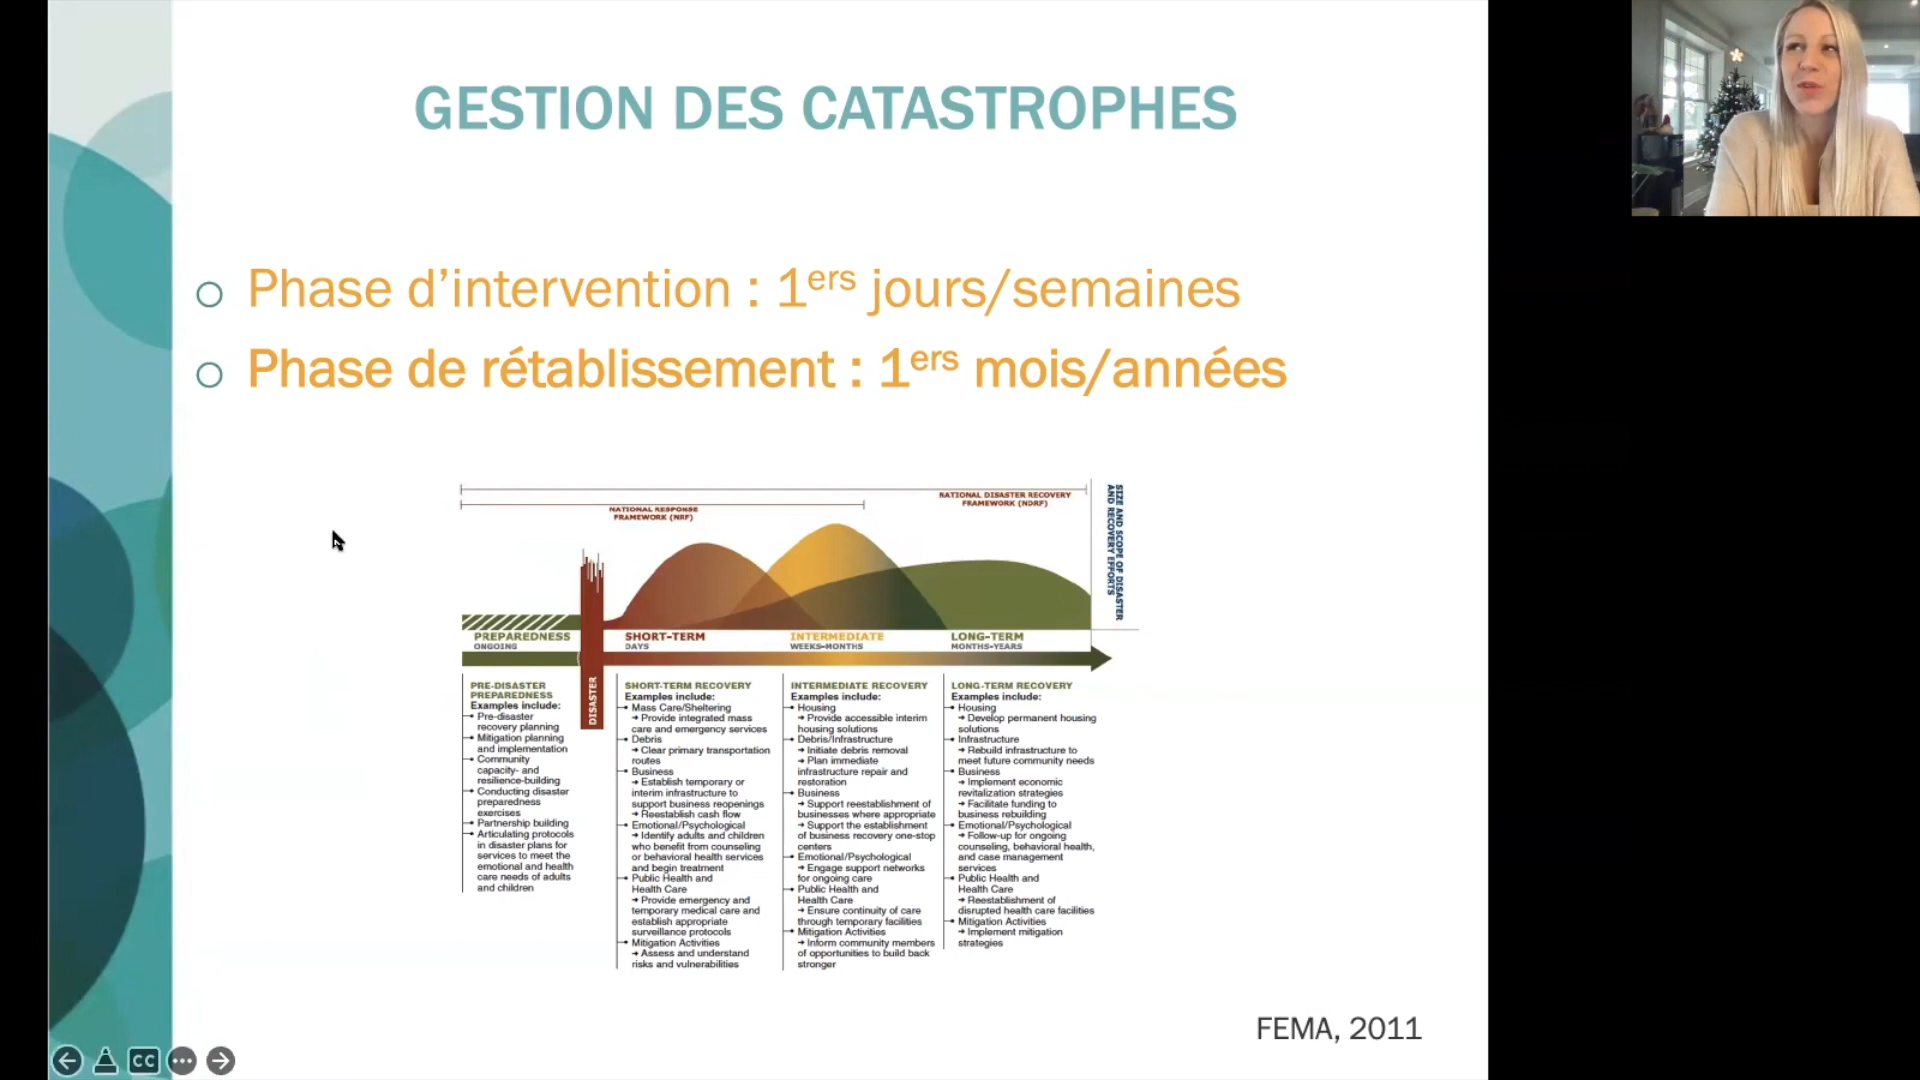 GESTION DES CATASTROPHES
Phase d’intervention : 1ers jours/semaines
Phase de rétablissement : 1ers mois/années
NATIONAL DISASTER RECOVERY
FRAMEWORK (NDRF)
NATIONAL RESPONSE
FRAMEWORK (NRF)
SIZE AND SCOPE OF DISASTER
AND RECOVERY EFFORTS
PREPAREDNESS
ONGOING
SHORT-TERM
DAYS
INTERMEDIATE
WEEKS-MONTHS
LONG-TERM
MONTHS-YEARS
DISASTER
PRE-DISASTER
PREPAREDNESS
Examples include:
• Pre-disaster
recovery planning
• Mitigation planning
and implementation
• Community
capacity- and
resilience-building
• Conducting disaster
preparedness
exercises
• Partnership building
• Articulating protocols
in disaster plans for
services to meet the
emotional and health
care needs of adults
and children
SHORT-TERM RECOVERY
Examples include:
• Mass Care/Sheltering
➔ Provide integrated mass
care and emergency services
• Debris
➔ Clear primary transportation
routes
• Business
➔ Establish temporary or
interim infrastructure to
support business reopenings
➔ Reestablish cash flow
• Emotional/Psychological
➔ Identify adults and children
who benefit from counseling
or behavioral health services
and begin treatment
• Public Health and
Health Care
➔ Provide emergency and
temporary medical care and
establish appropriate
surveillance protocols
• Mitigation Activities
➔ Assess and understand
risks and vulnerabilities
INTERMEDIATE RECOVERY
Examples include:
• Housing
➔ Provide accessible interim
housing solutions
• Debris/Infrastructure
➔ Initiate debris removal
➔ Plan immediate
infrastructure repair and
restoration
• Business
➔ Support reestablishment of
businesses where appropriate
➔ Support the establishment
of business recovery one-stop
centers
• Emotional/Psychological
➔ Engage support networks
for ongoing care
• Public Health and
Health Care
➔ Ensure continuity of care
through temporary facilities
• Mitigation Activities
➔ Inform community members
of opportunities to build back
stronger
LONG-TERM RECOVERY
Examples include:
• Housing
➔ Develop permanent housing
solutions
• Infrastructure
➔ Rebuild infrastructure to
meet future community needs
• Business
➔ Implement economic
revitalization strategies
➔ Facilitate funding to
business rebuilding
• Emotional/Psychological
➔ Follow-up for ongoing
counseling, behavioral health,
and case management
services
• Public Health and
Health Care
➔ Reestablishment of
disrupted health care facilities
• Mitigation Activities
➔ Implement mitigation
strategies
FEMA, 2011
CC